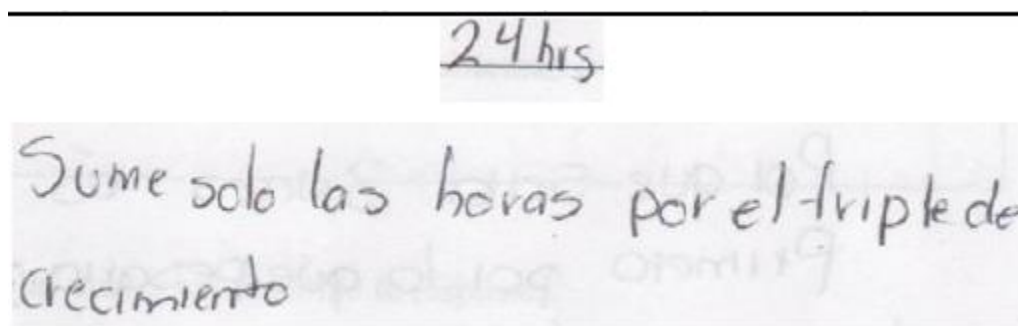 24 hrs
Sume solo las horas por el triple de
crecimiento